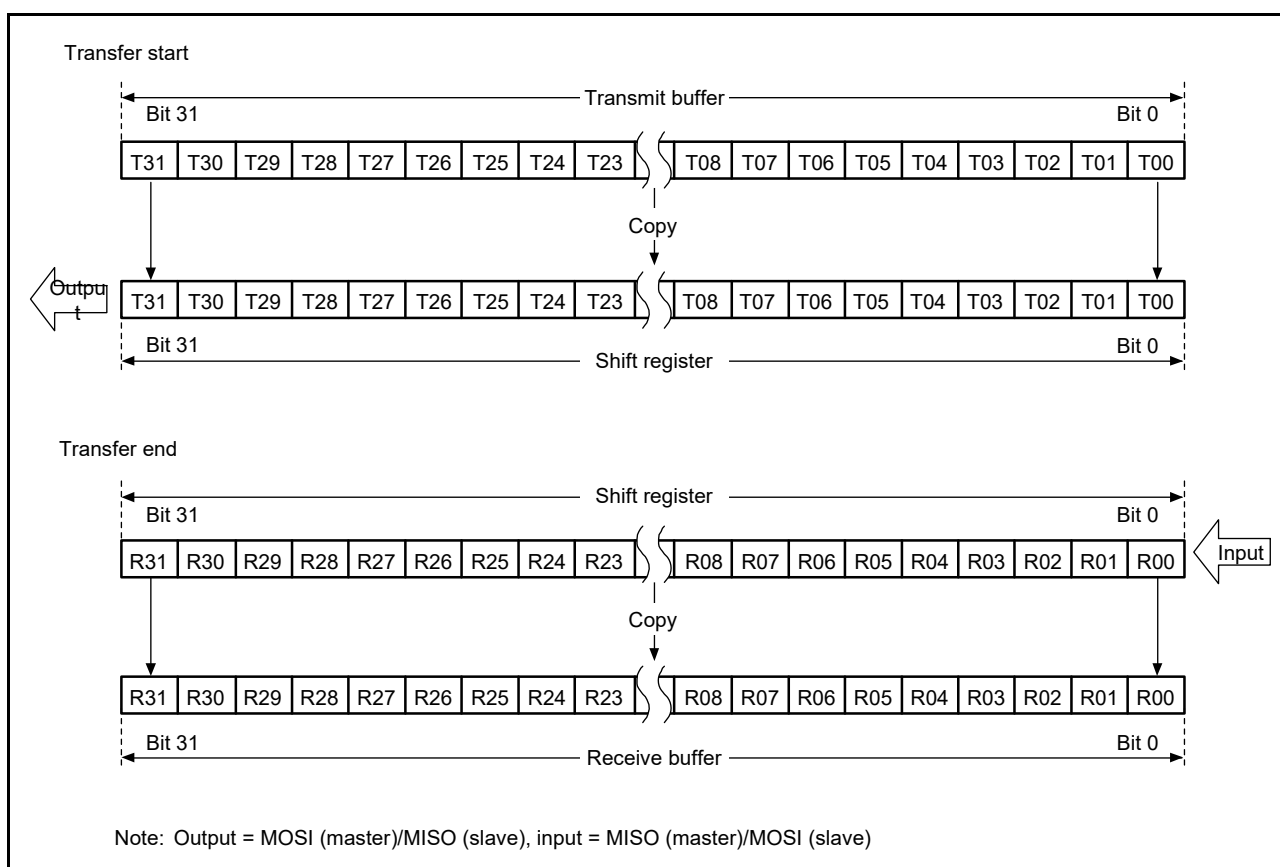 Transfer start
Transmit buffer
Bit 31 Bit 0
T31 T30 T29 T28 T27 T26 T25 T24 T23 T08 T07 T06 T05 T04 T03 T02 T01 T00
Copy
Outpu
t
T31 T30 T29 T28 T27 T26 T25 T24 T23 T08 T07 T06 T05 T04 T03 T02 T01 T00
Bit 31 Bit 0
Shift register
Transfer end
Shift register
Bit 31 Bit 0
R31 R30 R29 R28 R27 R26 R25 R24 R23 R08 R07 R06 R05 R04 R03 R02 R01 R00
Input
Copy
R31 R30 R29 R28 R27 R26 R25 R24 R23 R08 R07 R06 R05 R04 R03 R02 R01 R00
Bit 31 Bit 0
Receive buffer
Note: Output = MOSI (master)/MISO (slave), input = MISO (master)/MOSI (slave)